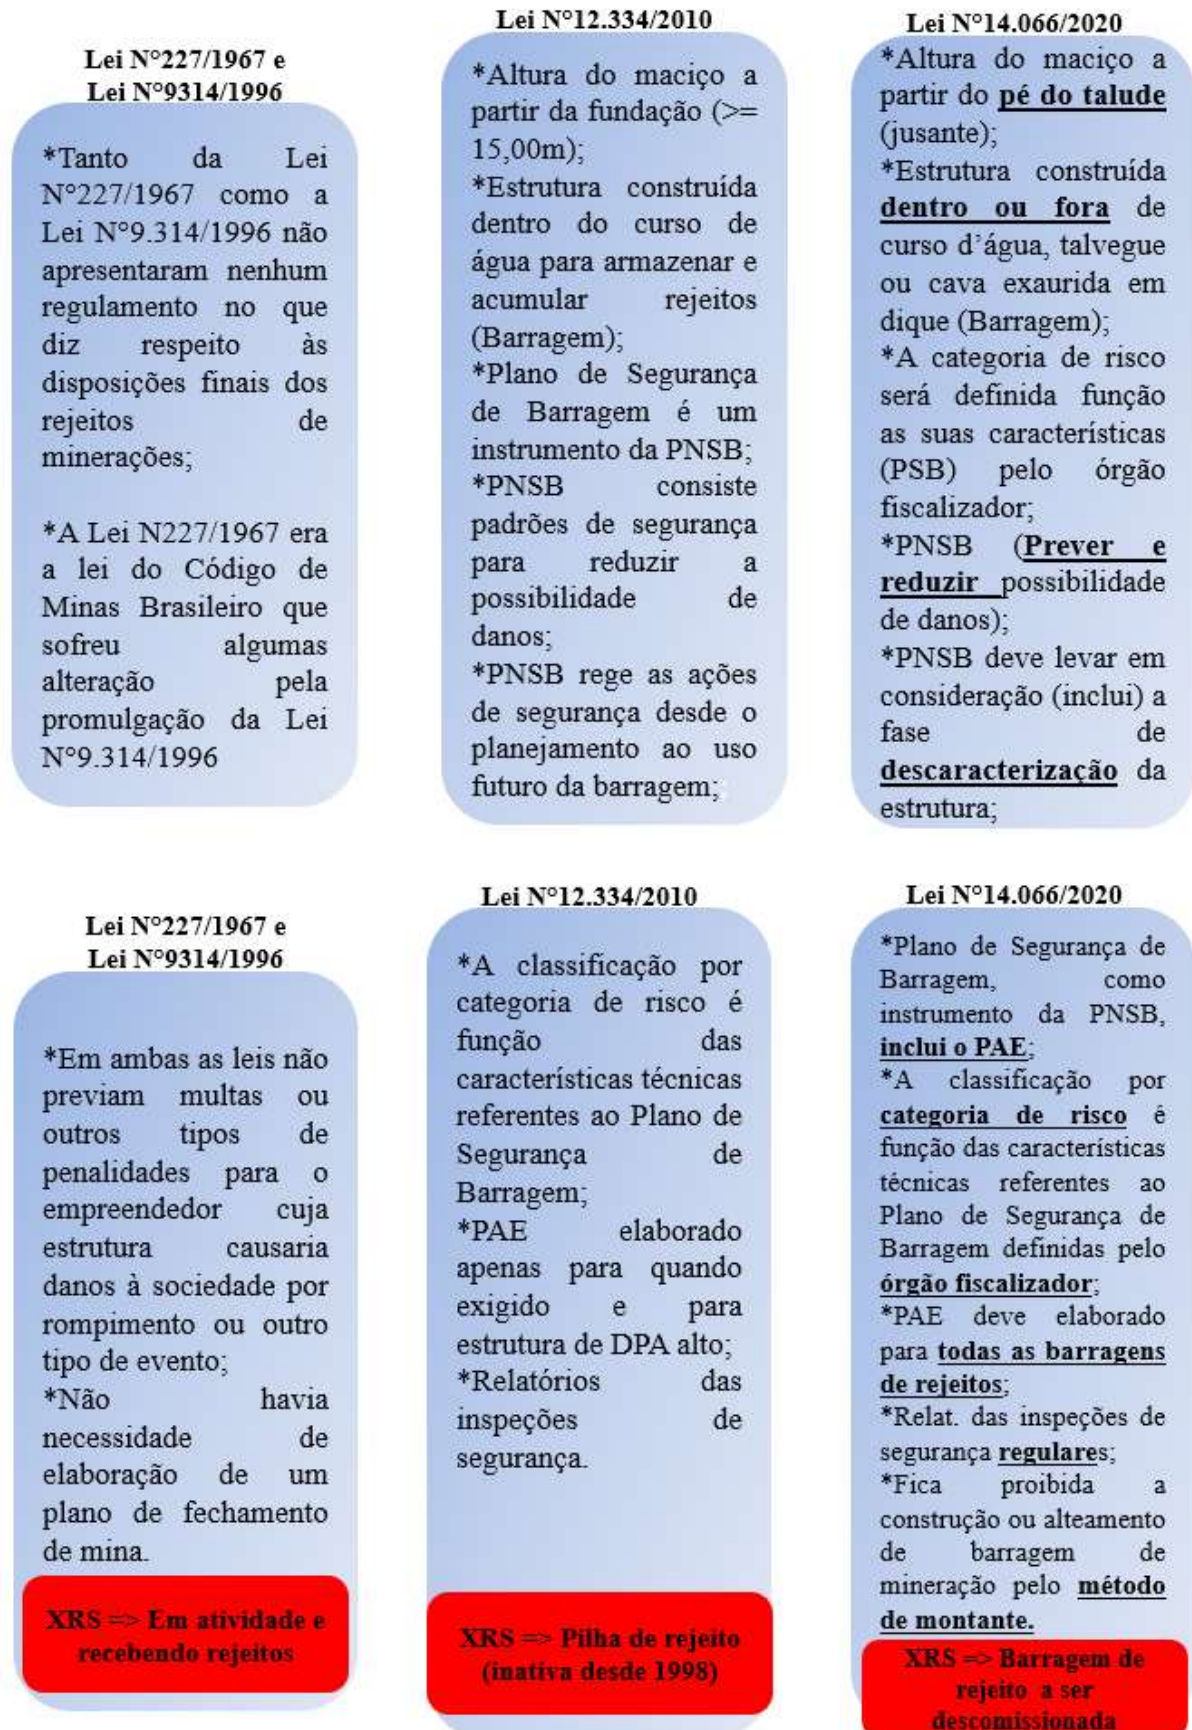 Lei N°227/1967 e
Lei N°9314/1996
*Tanto da Lei
N°227/1967 como a
Lei N°9.314/1996 não
apresentaram nenhum
regulamento no que
diz respeito às
disposições finais dos
rejeitos de
minerações;
*A Lei N227/1967 era
a lei do Código de
Minas Brasileiro que
sofreu algumas
alteração pela
promulgação da Lei
N°9.314/1996
Lei N°12.334/2010
*Altura do maciço a
partir da fundação (>=
15,00m);
*Estrutura construída
dentro do curso de
água para armazenar e
acumular rejeitos
(Barragem);
*Plano de Segurança
de Barragem é um
instrumento da PNSB;
*PNSB consiste
padrões de segurança
para reduzir a
possibilidade de
danos;
*PNSB rege as ações
de segurança desde o
planejamento ao uso
futuro da barragem;
Lei N°14.066/2020
*Altura do maciço a
partir do pé do talude
(jusante);
*Estrutura construída
dentro ou fora de
curso d’água, talvegue
ou cava exaurida em
dique (Barragem);
*A categoria de risco
será definida função
as suas características
(PSB) pelo órgão
fiscalizador;
*PNSB (Prever e
reduzir possibilidade
de danos);
*PNSB deve levar em
consideração (inclui) a
fase de
descaracterização da
estrutura;
Lei N°227/1967 e
Lei N°9314/1996
*Em ambas as leis não
previam multas ou
outros tipos de
penalidades para o
empreendedor cuja
estrutura causaria
danos à sociedade por
rompimento ou outro
tipo de evento;
*Não havia
necessidade de
elaboração de um
plano de fechamento
de mina.
XRS => Em atividade e
recebendo rejeitos
Lei N°12.334/2010
*A classificação por
categoria de risco é
função das
características técnicas
referentes ao Plano de
Segurança de
Barragem;
*PAE elaborado
apenas para quando
exigido e para
estrutura de DPA alto;
*Relatórios das
inspeções de
segurança.
XRS => Pilha de rejeito
(inativa desde 1998)
Lei N°14.066/2020
*Plano de Segurança de
Barragem, como
instrumento da PNSB,
inclui o PAE;
*A classificação por
categoria de risco é
função das características
técnicas referentes ao
Plano de Segurança de
Barragem definidas pelo
órgão fiscalizador;
*PAE deve elaborado
para todas as barragens
de rejeitos;
*Relat. das inspeções de
segurança regulares;
*Fica proibida a
construção ou alteamento
de barragem de
mineração pelo método
de montante.
XRS => Barragem de
rejeito a ser
descomissionada